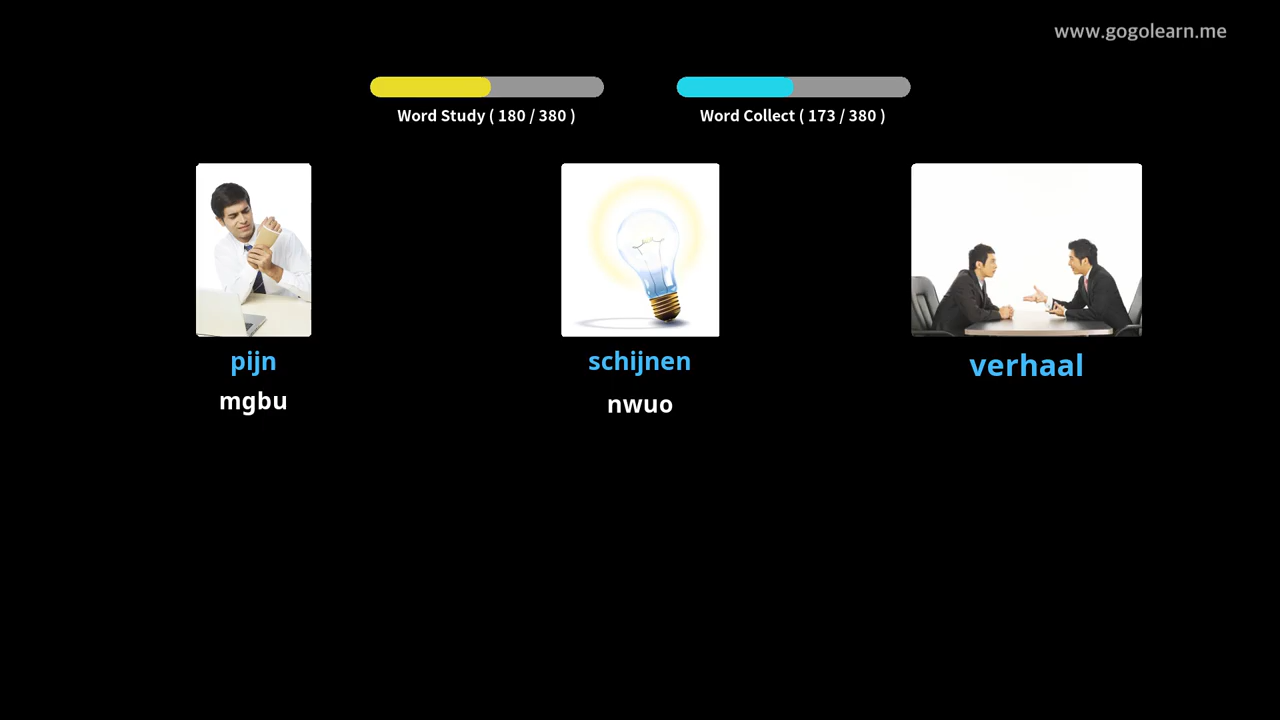 www.gogolearn.me
Word Study ( 180 / 380 )
Word Collect ( 173 / 380 )
pijn
mgbu
schijnen
nwuo
verhaal